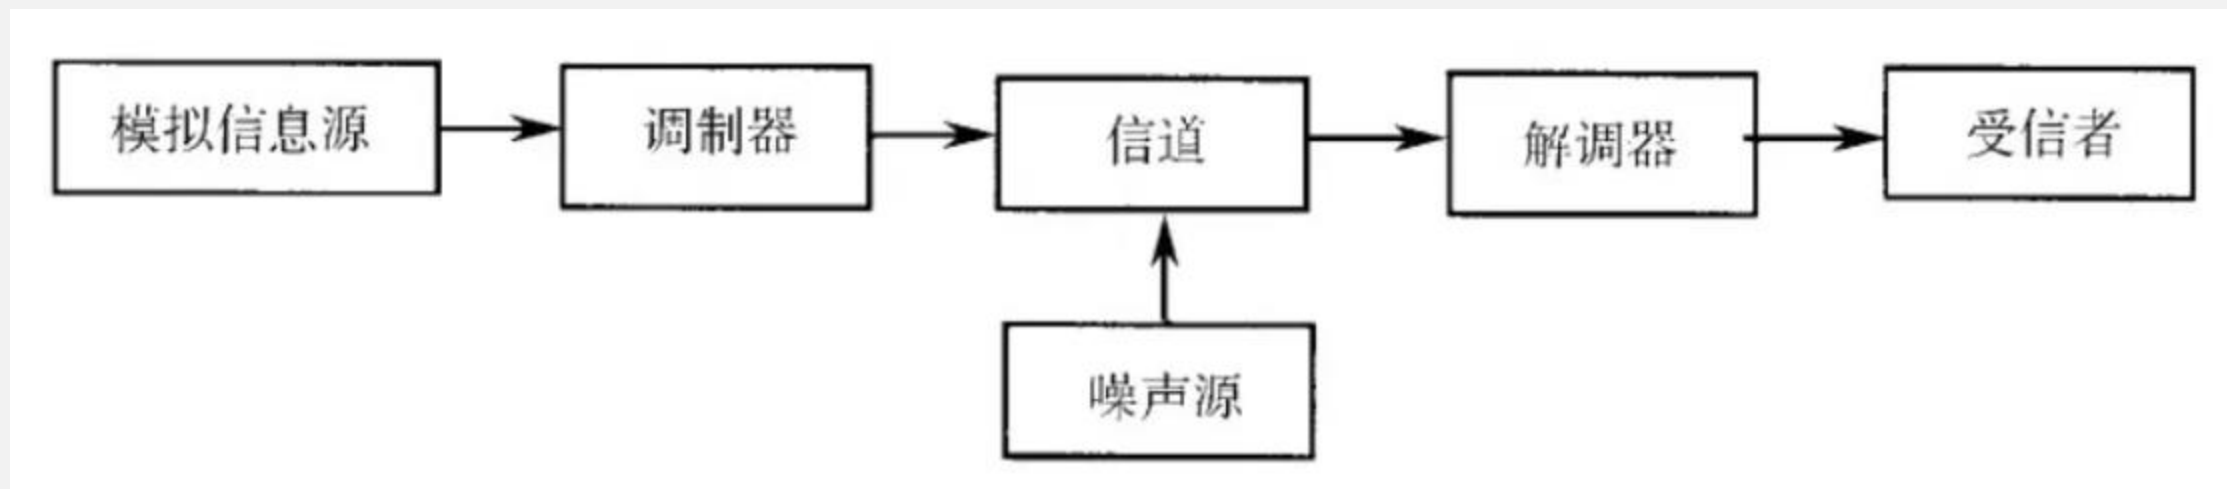 模拟信息源
调制器
信道
解调器
受信者
噪声源